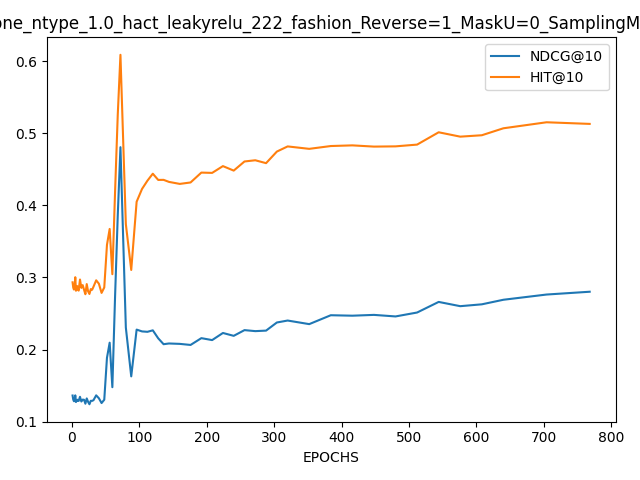 one_ntype_1.0_hact_leakyrelu_222_fashion_Reverse=1_MaskU=0_SamplingM
NDCG@10
HIT@10
0.6
0.5
0.4
0.3
0.2
0.1
0 100 200 300 400 500 600 700 800
EPOCHS